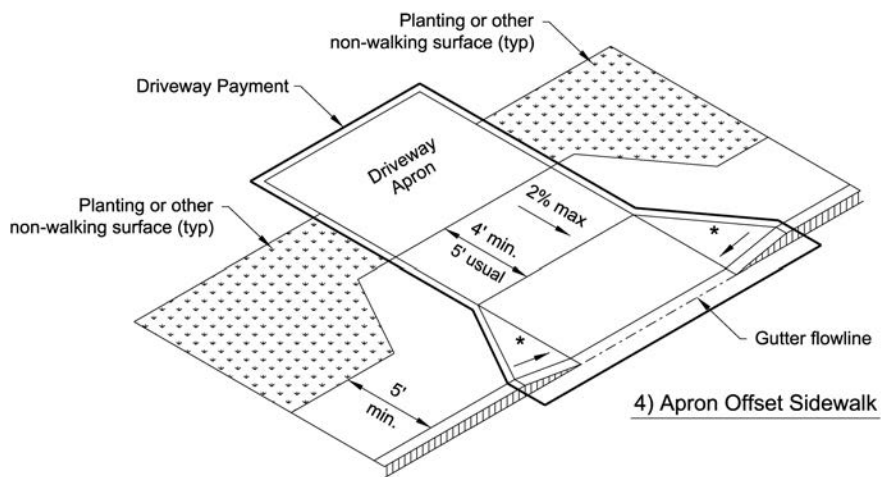 Planting or other
non-walking surface (typ)
Driveway Payment
Driveway
Apron
Planting or other
non-walking surface (typ)
2% max
4' min.
5' usual
*
*
Gutter flowline
5'
min.
4) Apron Offset Sidewalk